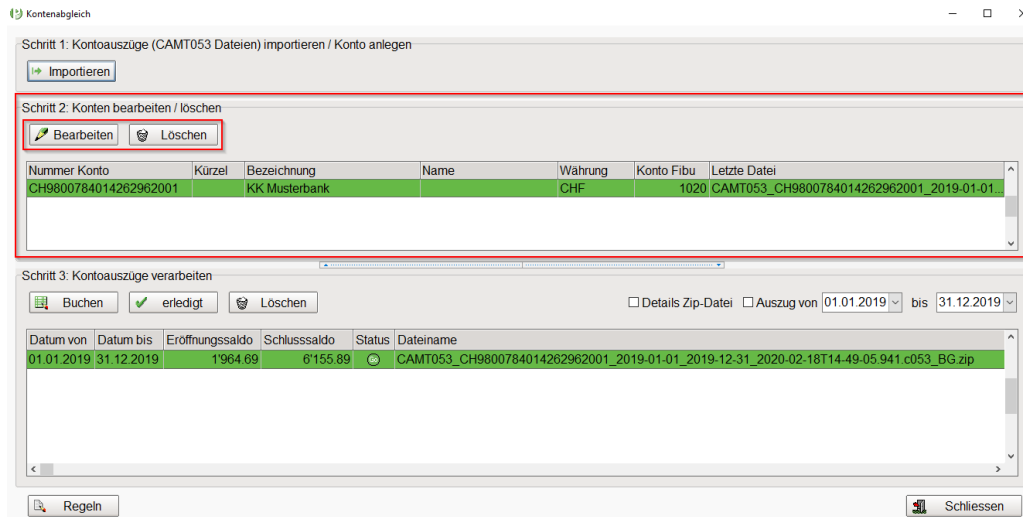 Kontenabgleich
Schritt 1: Kontoauszüge (CAMT053 Dateien) importieren / Konto anlegen
Importieren
Schritt 2: Konten bearbeiten / löschen
Bearbeiten Löschen
Nummer Konto Kürzel Bezeichnung Name Währung Konto Fibu Letzte Datei
CH9800784014262962001 KK Musterbank CHF 1020 CAMT053_CH9800784014262962001_2019-01-01...
Schritt 3: Kontoauszüge verarbeiten
Buchen erledigt Löschen Details Zip-Datei Auszug von 01.01.2019 bis 31.12.2019
Datum von Datum bis Eröffnungssaldo Schlusssaldo Status Dateiname
01.01.2019 31.12.2019 1'964.69 6'155.89 CAMT053_CH9800784014262962001_2019-01-01_2019-12-31_2020-02-18T14-49-05.941.c053_BG.zip
Regeln Schliessen